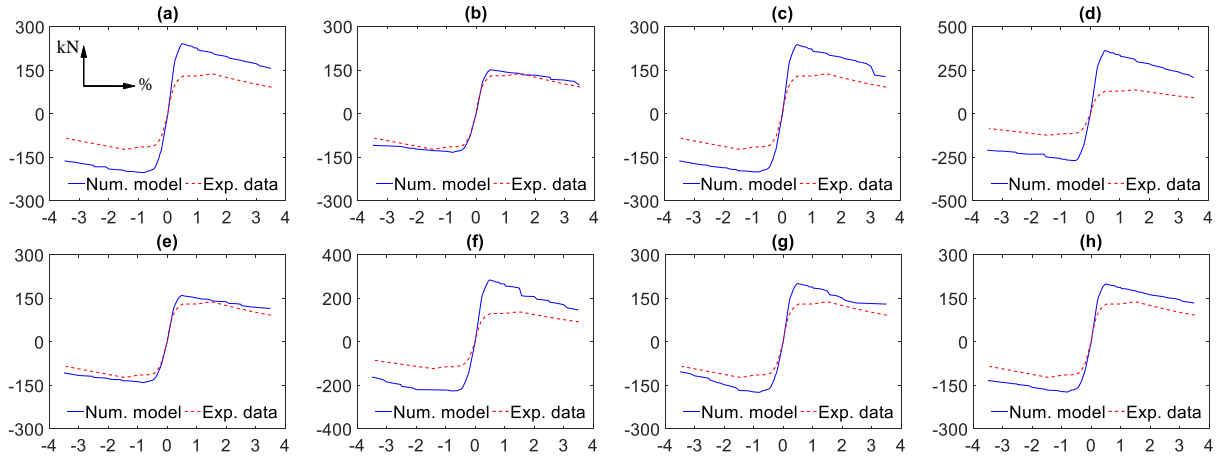 (a) (b) (c) (d)
300 300 300 500
kN
%
150 150 150 250
0 0 0 0
-150 -150 -150 -250
Num. model Exp. data Num. model Exp. data Num. model Exp. data Num. model Exp. data
-300 -300 -300 -500
-4 -3 -2 -1 0 1 2 3 4 -4 -3 -2 -1 0 1 2 3 4 -4 -3 -2 -1 0 1 2 3 4 -4 -3 -2 -1 0 1 2 3 4
(e) (f) (g) (h)
300 400 300 300
150 200 150 150
0 0 0 0
-150 -200 -150 -150
Num. model Exp. data Num. model Exp. data Num. model Exp. data Num. model Exp. data
-300 -400 -300 -300
-4 -3 -2 -1 0 1 2 3 4 -4 -3 -2 -1 0 1 2 3 4 -4 -3 -2 -1 0 1 2 3 4 -4 -3 -2 -1 0 1 2 3 4